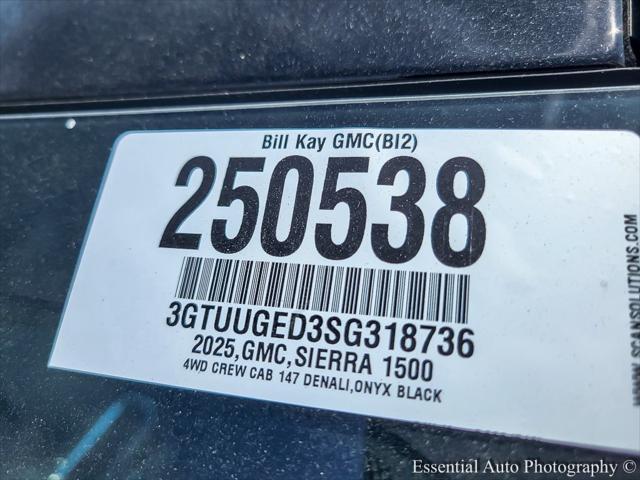 Bill Kay GMC(BI2)
250538
3GTUUGED3SG318736
2025,GMC,SIERRA 1500
4WD CREW CAB 147 DENALI,ONYX BLACK
WWW.SCANSOLUTIONS.COM
Essential Auto Photography ©